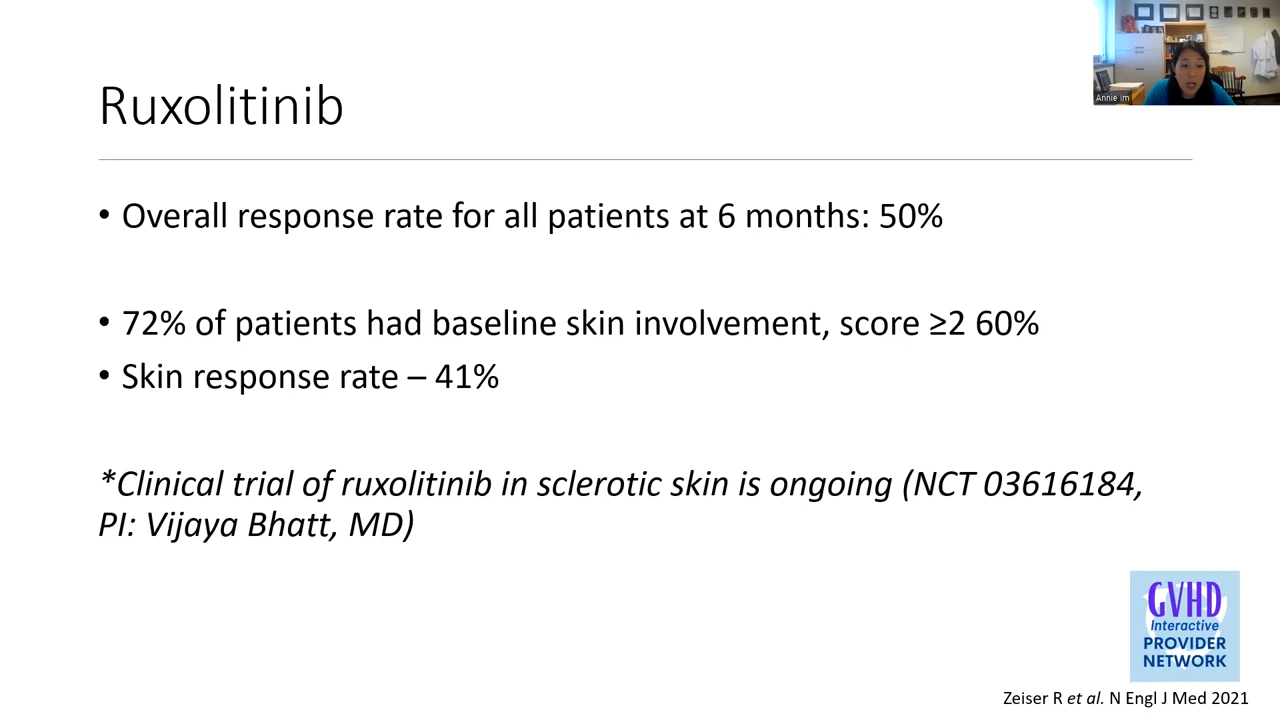 Annie Im
Ruxolitinib
• Overall response rate for all patients at 6 months: 50%
• 72% of patients had baseline skin involvement, score ≥2 60%
• Skin response rate – 41%
*Clinical trial of ruxolitinib in sclerotic skin is ongoing (NCT 03616184,
PI: Vijaya Bhatt, MD)
GVHD
Interactive
PROVIDER
NETWORK
Zeiser R et al. N Engl J Med 2021